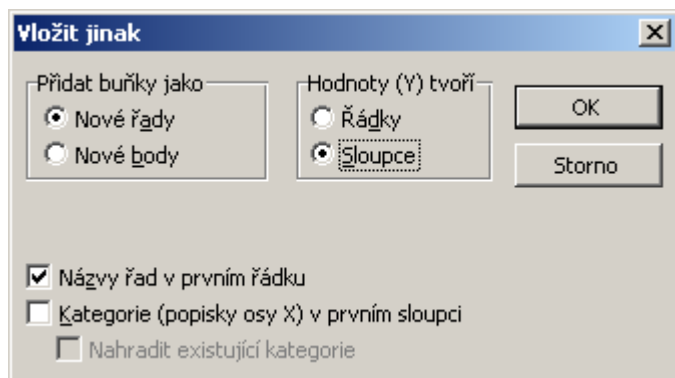 Vložit jinak
Přidat buňky jako
Nové řady
Nové body
Hodnoty (Y) tvoří
Řádky
Sloupce
OK
Storno
Názvy řad v prvním řádku
Kategorie (popisky osy X) v prvním sloupci
Nahradit existující kategorie